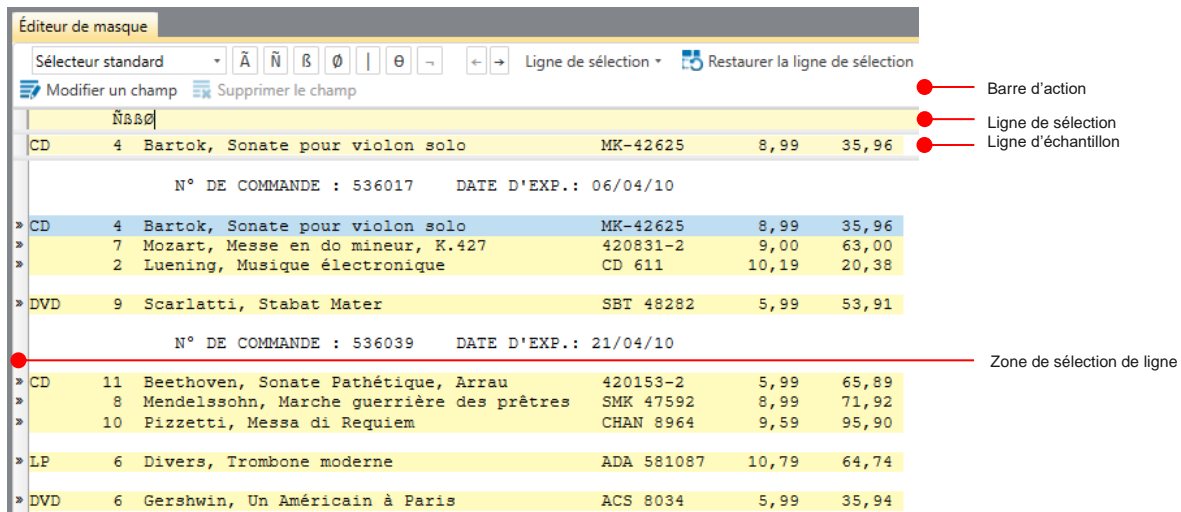 Éditeur de masque
Sélecteur standard Ã Ñ ß Ø | θ ¬ ← → Ligne de sélection Restaurer la ligne de sélection
Modifier un champ Supprimer le champ
Barre d'action
ÑßßØ
Ligne de sélection
CD 4 Bartok, Sonate pour violon solo MK-42625 8,99 35,96
Ligne d'échantillon
N° DE COMMANDE : 536017 DATE D'EXP.: 06/04/10
» CD 4 Bartok, Sonate pour violon solo MK-42625 8,99 35,96
» 7 Mozart, Messe en do mineur, K.427 420831-2 9,00 63,00
» 2 Luening, Musique électronique CD 611 10,19 20,38
» DVD 9 Scarlatti, Stabat Mater SBT 48282 5,99 53,91
N° DE COMMANDE : 536039 DATE D'EXP.: 21/04/10
Zone de sélection de ligne
» CD 11 Beethoven, Sonate Pathétique, Arrau 420153-2 5,99 65,89
» 8 Mendelssohn, Marche guerrière des prêtres SMK 47592 8,99 71,92
» 10 Pizzetti, Messa di Requiem CHAN 8964 9,59 95,90
» LP 6 Divers, Trombone moderne ADA 581087 10,79 64,74
» DVD 6 Gershwin, Un Américain à Paris ACS 8034 5,99 35,94